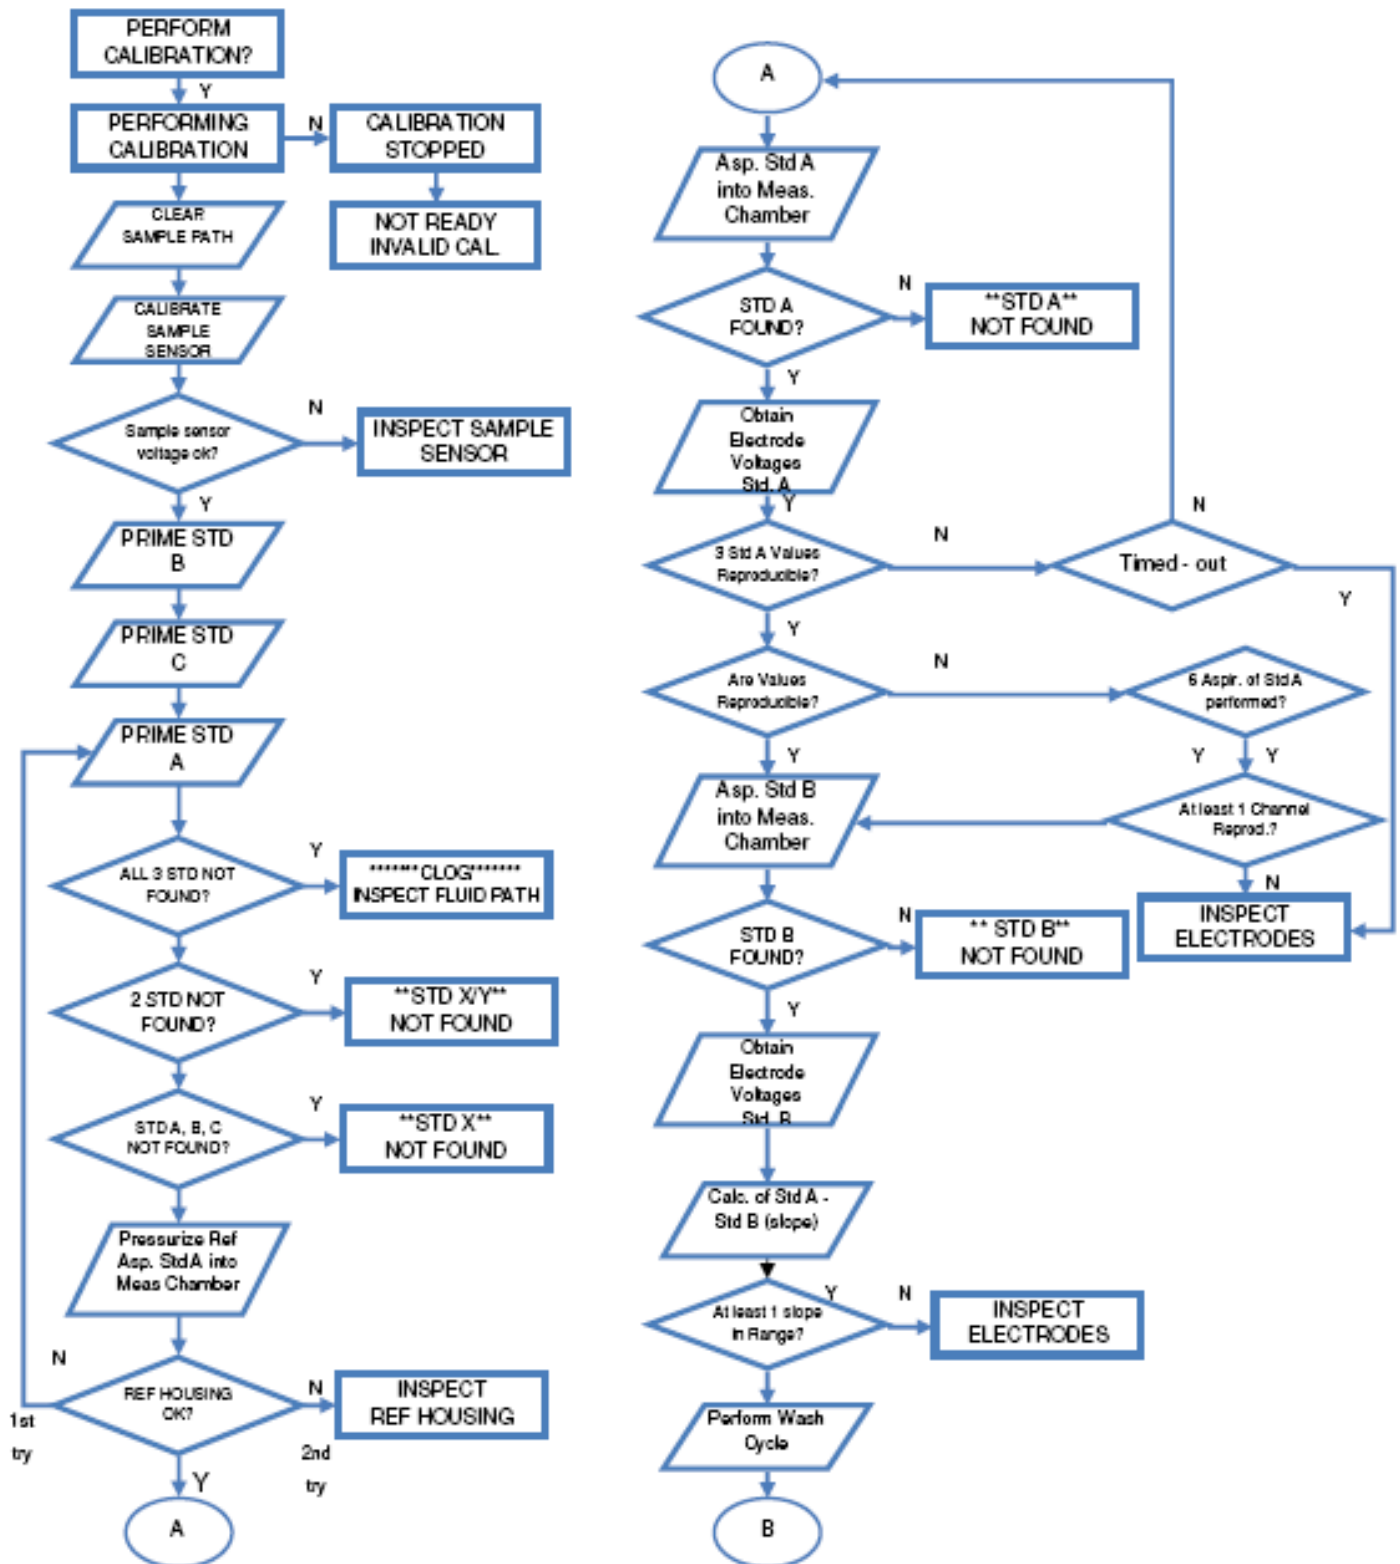 PERFORM
CALIBRATION?
Y
PERFORMING
CALIBRATION
N
CALIBRATION
STOPPED
NOT READY
INVALID CAL.
CLEAR
SAMPLE PATH
CALIBRATE
SAMPLE
SENSOR
Sample sensor
voltage ok?
N
INSPECT SAMPLE
SENSOR
Y
PRIME STD
B
PRIME STD
C
PRIME STD
A
ALL 3 STD NOT
FOUND?
Y
*******CLOG*******
INSPECT FLUID PATH
2 STD NOT
FOUND?
Y
**STD X/Y**
NOT FOUND
STD A, B, C
NOT FOUND?
Y
**STD X**
NOT FOUND
Pressurize Ref
Asp. Std.A into
Meas Chamber
N
REF HOUSING
OK?
N
INSPECT
REF HOUSING
1st
try
2nd
try
Y
A
A
Asp. Std A
into Meas.
Chamber
STD A
FOUND?
N
**STD A**
NOT FOUND
Y
Obtain
Electrode
Voltages
Std. A
Y
3 Std A Values
Reproducible?
N
Timed - out
N
Y
Y
Are Values
Reproducible?
N
6 Aspir. of Std A
performed?
Y
Y Y
Asp. Std B
into Meas.
Chamber
At least 1 Channel
Reprod.?
N
INSPECT
ELECTRODES
STD B
FOUND?
N
** STD B**
NOT FOUND
Y
Obtain
Electrode
Voltages
Std. B
Calc. of Std A -
Std B (slope)
Y
At least 1 slope
in Range?
N
INSPECT
ELECTRODES
Perform Wash
Cycle
B